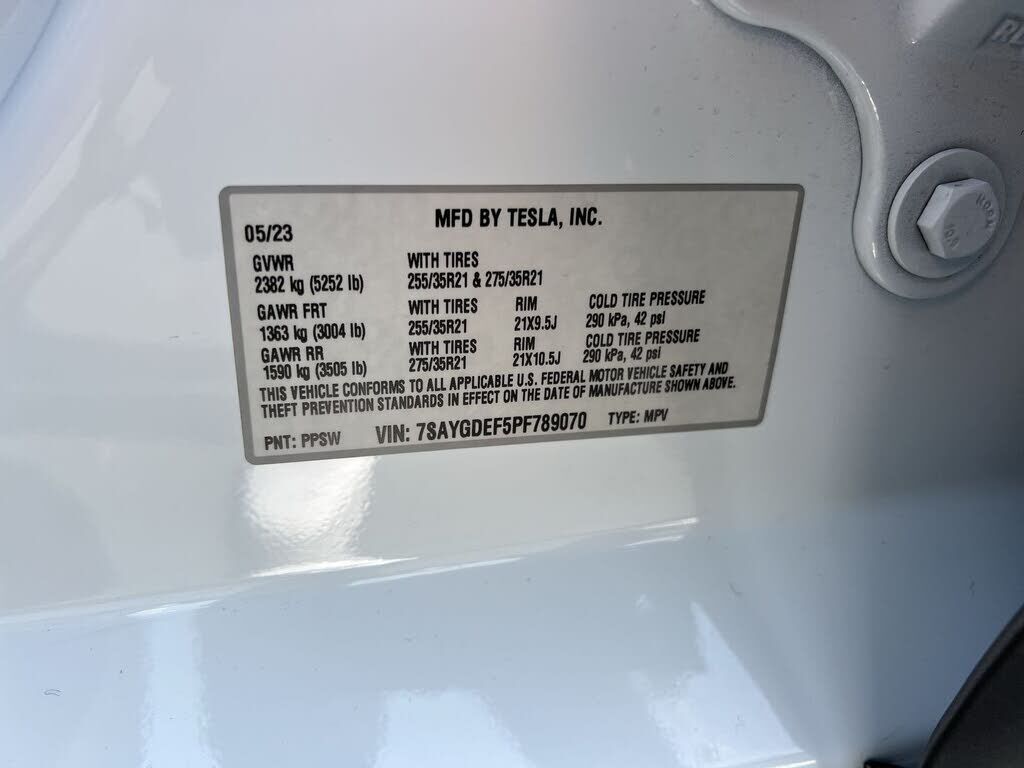 MFD BY TESLA, INC.
05/23
GVWR WITH TIRES
2382 kg (5252 lb) 255/35R21 & 275/35R21
GAWR FRT WITH TIRES RIM COLD TIRE PRESSURE
1363 kg (3004 lb) 255/35R21 21X9.5J 290 kPa, 42 psi
GAWR RR WITH TIRES RIM COLD TIRE PRESSURE
1590 kg (3505 lb) 275/35R21 21X10.5J 290 kPa, 42 psi
THIS VEHICLE CONFORMS TO ALL APPLICABLE U.S. FEDERAL MOTOR VEHICLE SAFETY AND
THEFT PREVENTION STANDARDS IN EFFECT ON THE DATE OF MANUFACTURE SHOWN ABOVE.
PNT: PPSW VIN: 7SAYGDEF5PF789070 TYPE: MPV